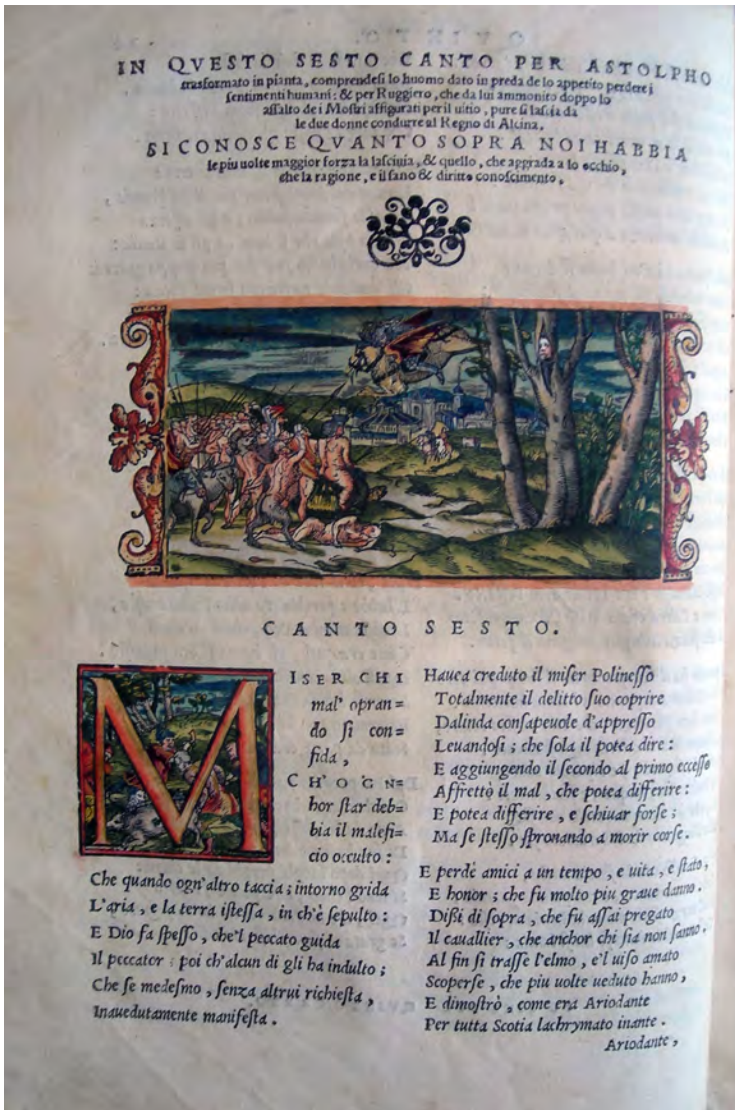 IN QVESTO SESTO CANTO PER ASTOLPHO
trasformato in pianta, comprendeſi lo huomo dato in preda de lo appetito perdere i
ſentimenti humani: & per Ruggiero, che da lui ammonito doppo lo
aſſalto de i Moſtri affigurati per il uitio, pure ſi laſcia da
le due donne condurre al Regno di Alcina.
SI CONOSCE QVANTO SOPRA NOI HABBIA
le piu uolte maggior forza la laſciuia, & quello, che aggrada a lo occhio,
che la ragione, e il ſano & diritto conoſcimento.
CANTO SESTO.
MISER CHI
mal' opran=
do ſi con=
fida,
CH'OGN=
hor ſtar deb=
bia il malefi=
cio occulto:
Che quando ogn'altro taccia; intorno grida
L'aria, e la terra iſteſſa, in ch'è ſepulto:
E Dio fa ſpeſſo, che'l peccato guida
Il peccator; poi ch'alcun dì gli ha indulto;
Che ſe medeſmo, ſenza altrui richieſta,
Inauedutamente manifeſta.
Hauea creduto il miſer Polineſſo
Totalmente il delitto ſuo coprire
Dalinda conſapeuole d'appreſſo
Leuandoſi; che ſola il potea dire:
E aggiungendo il ſecondo al primo ecceſſo
Affrettò il mal, che potea differire:
E potea differire, e ſchiuar forſe;
Ma ſe ſteſſo ſpronando a morir corſe.
E perdè amici a un tempo, e uita, e ſtato,
E honor; che fu molto piu graue danno.
Diſſi di ſopra, che fu aſſai pregato
Il cauallier, che anchor chi ſia non ſanno.
Al fin ſi traſſe l'elmo, e'l uiſo amato
Scoperſe, che piu uolte ueduto hanno,
E dimoſtrò, come era Ariodante
Per tutta Scotia lachrymato inante.
Ariodante,